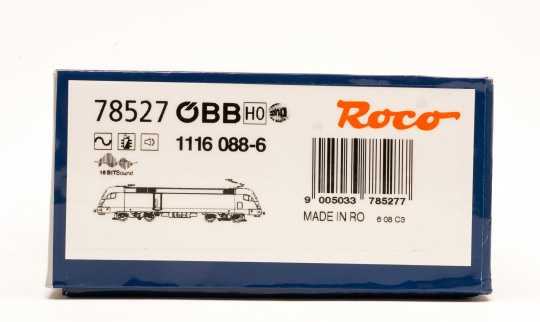 78527 ÖBB H0
Roco
1116 088-6
16 BITSound
9 005033 785277
MADE IN RO 6 08 C3